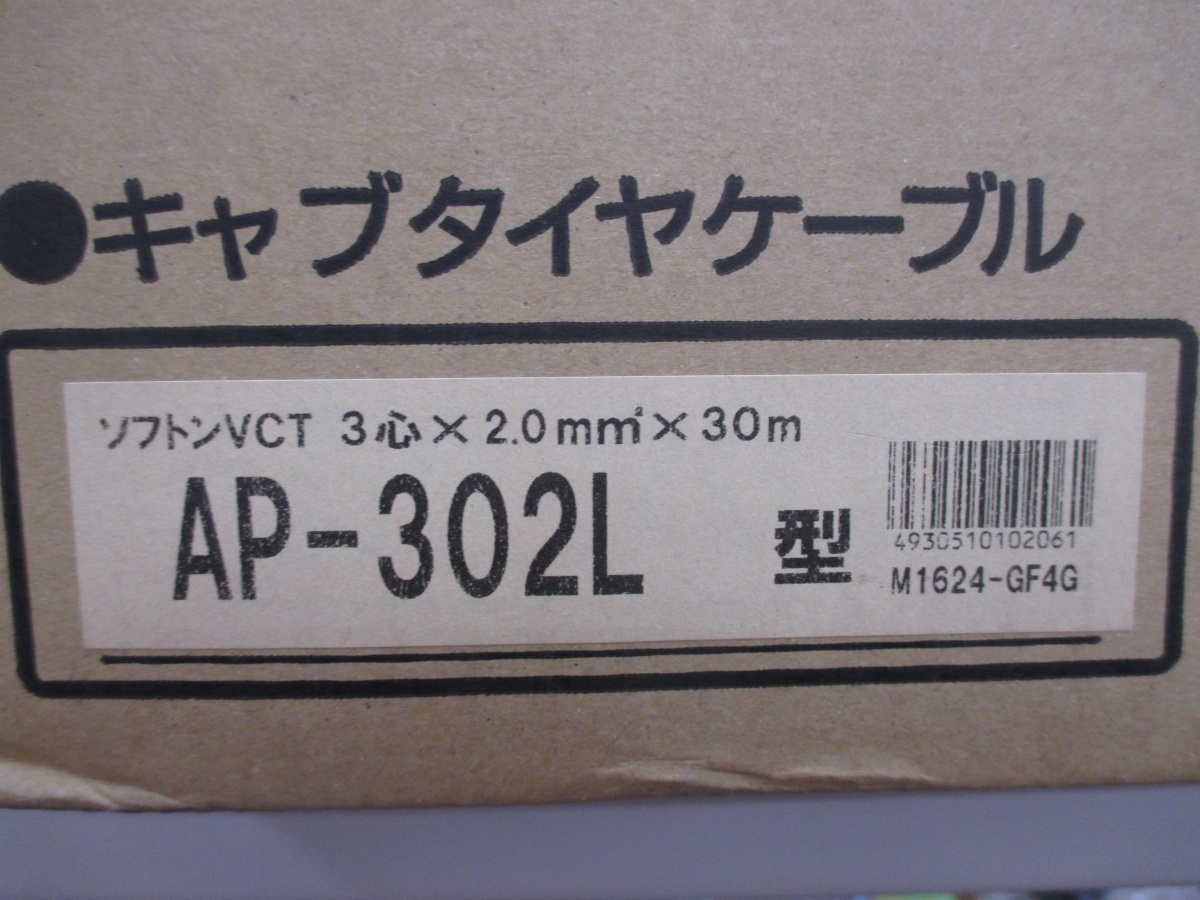 ●キャブタイヤケーブル
ソフトンVCT 3心×2.0m㎡×30m
AP-302L 型
4930510102061
M1624-GF4G